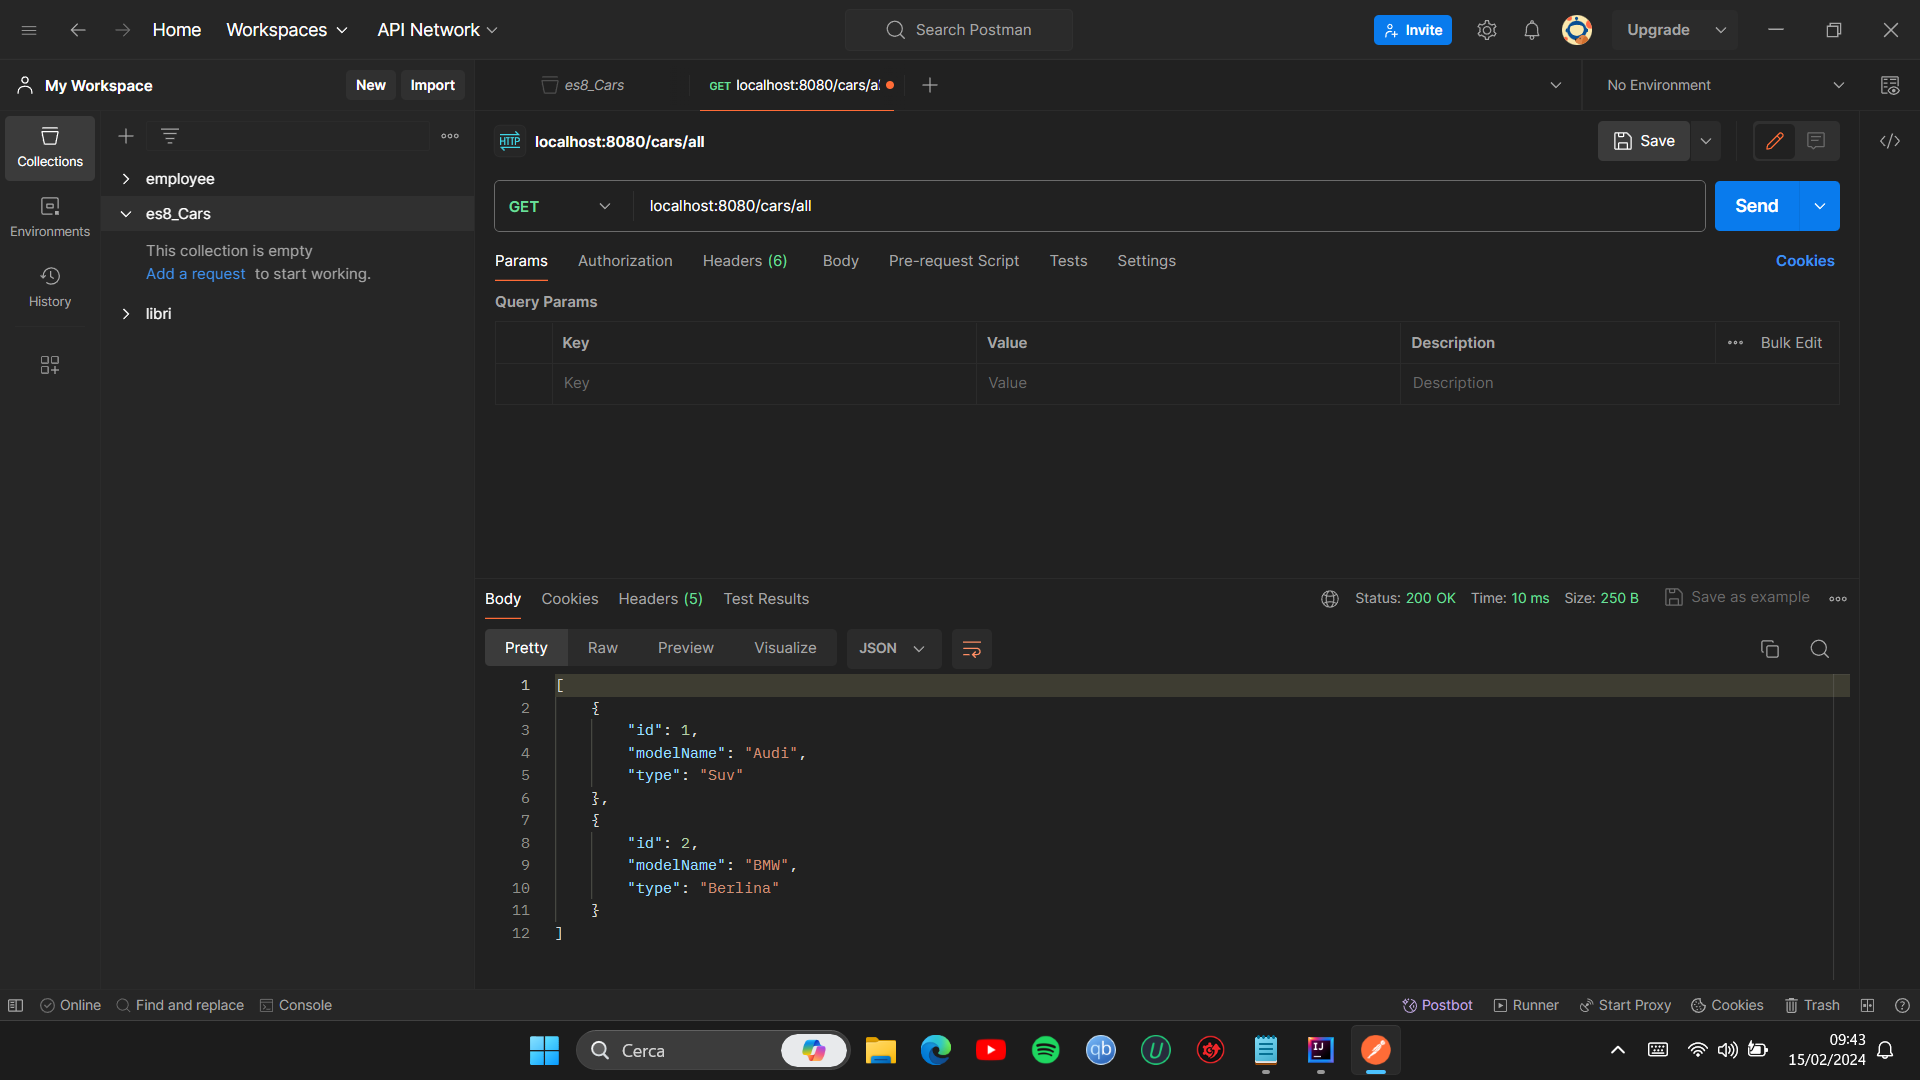 Home Workspaces API Network Search Postman Invite Upgrade
My Workspace New Import es8_Cars GET localhost:8080/cars/a No Environment
Collections
Environments
History
employee
es8_Cars
This collection is empty
Add a request to start working.
libri
HTTP localhost:8080/cars/all Save
GET localhost:8080/cars/all Send
Params Authorization Headers (6) Body Pre-request Script Tests Settings Cookies
Query Params
Key Value Description Bulk Edit
Key Value Description
Body Cookies Headers (5) Test Results Status: 200 OK Time: 10 ms Size: 250 B Save as example
Pretty Raw Preview Visualize JSON
1 [
2 {
3 "id": 1,
4 "modelName": "Audi",
5 "type": "Suv"
6 },
7 {
8 "id": 2,
9 "modelName": "BMW",
10 "type": "Berlina"
11 }
12 ]
Online Find and replace Console Postbot Runner Start Proxy Cookies Trash
Cerca qb U IJ 09:43
15/02/2024